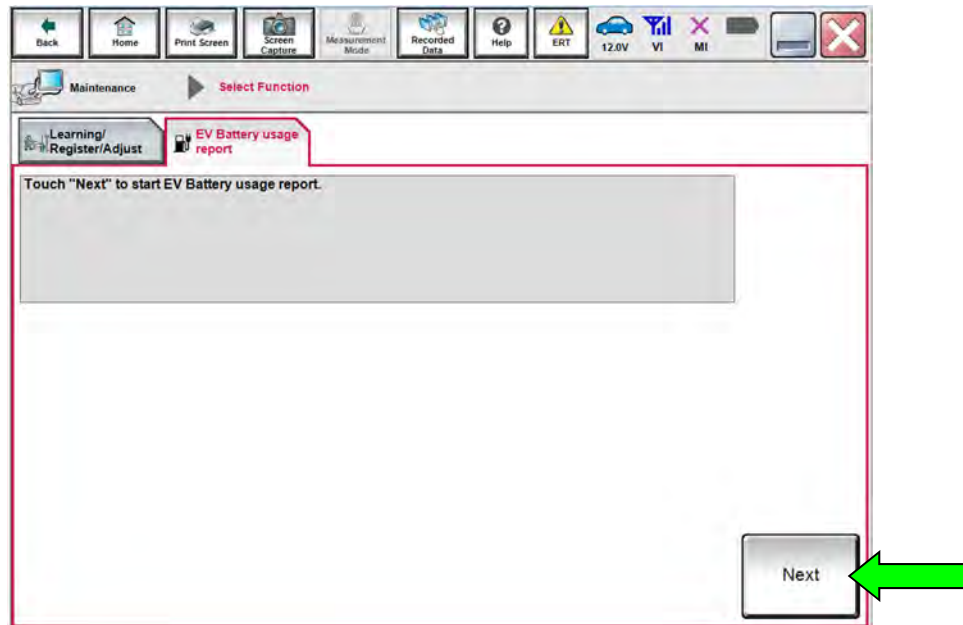 Back
Home
Print Screen
Screen
Capture
Measurement
Mode
Recorded
Data
Help
ERT
12.0V
VI
MI
Maintenance
Select Function
Learning/
Register/Adjust
EV Battery usage
report
Touch "Next" to start EV Battery usage report.
Next